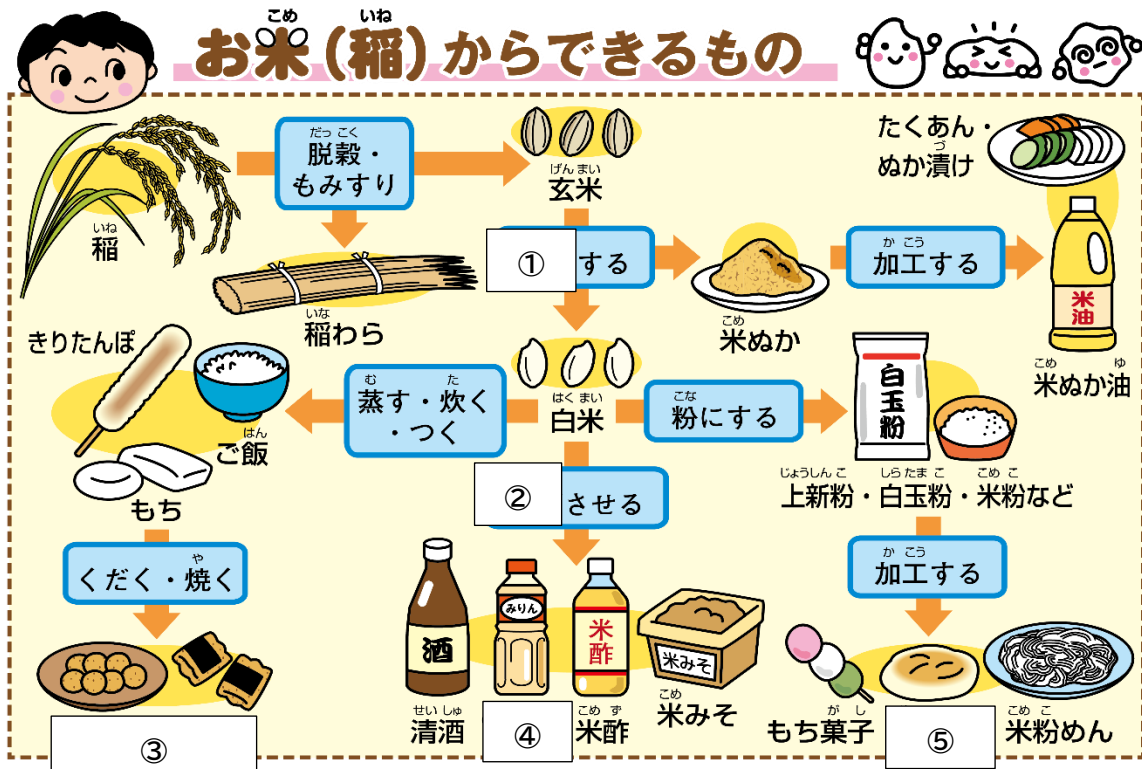 こめ いね
お米(稲)からできるもの
だっこく
脱穀・
もみすり
げんまい
玄米
たくあん・
づ
ぬか漬け
いね
稲
いな
稲わら
①する
こめ
米ぬか
かこう
加工する
米油
こめ ゆ
米ぬか油
きりたんぽ
はん
ご飯
もち
む た
蒸す・炊く
・つく
はくまい
白米
こな
粉にする
白玉粉
じょうしんこ しらたまこ こめこ
上新粉・白玉粉・米粉など
②させる
や
くだく・焼く
かこう
加工する
③
酒
せいしゅ
清酒
みりん
④
米酢
こめず
米酢
米みそ
こめ
米みそ
がし
もち菓子
⑤
こめこ
米粉めん